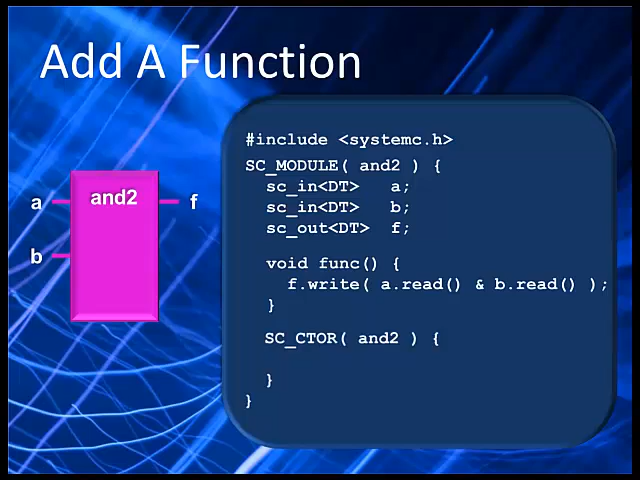 Add A Function
#include <systemc.h>
SC_MODULE( and2 ) {
sc_in<DT> a;
sc_in<DT> b;
sc_out<DT> f;
void func() {
f.write( a.read() & b.read() );
}
SC_CTOR( and2 ) {
}
}
a
and2
f
b